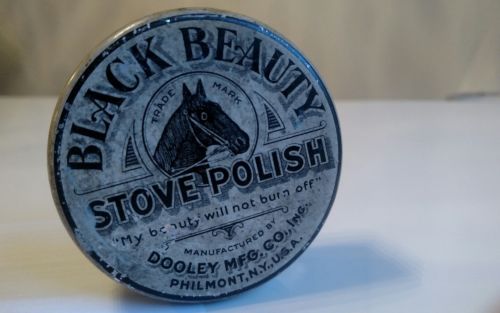 BLACK BEAUTY
TRADE MARK
STOVE POLISH
"My beauty will not burn off"
MANUFACTURED BY
DOOLEY MFG. CO., INC.
PHILMONT, N.Y., U.S.A.